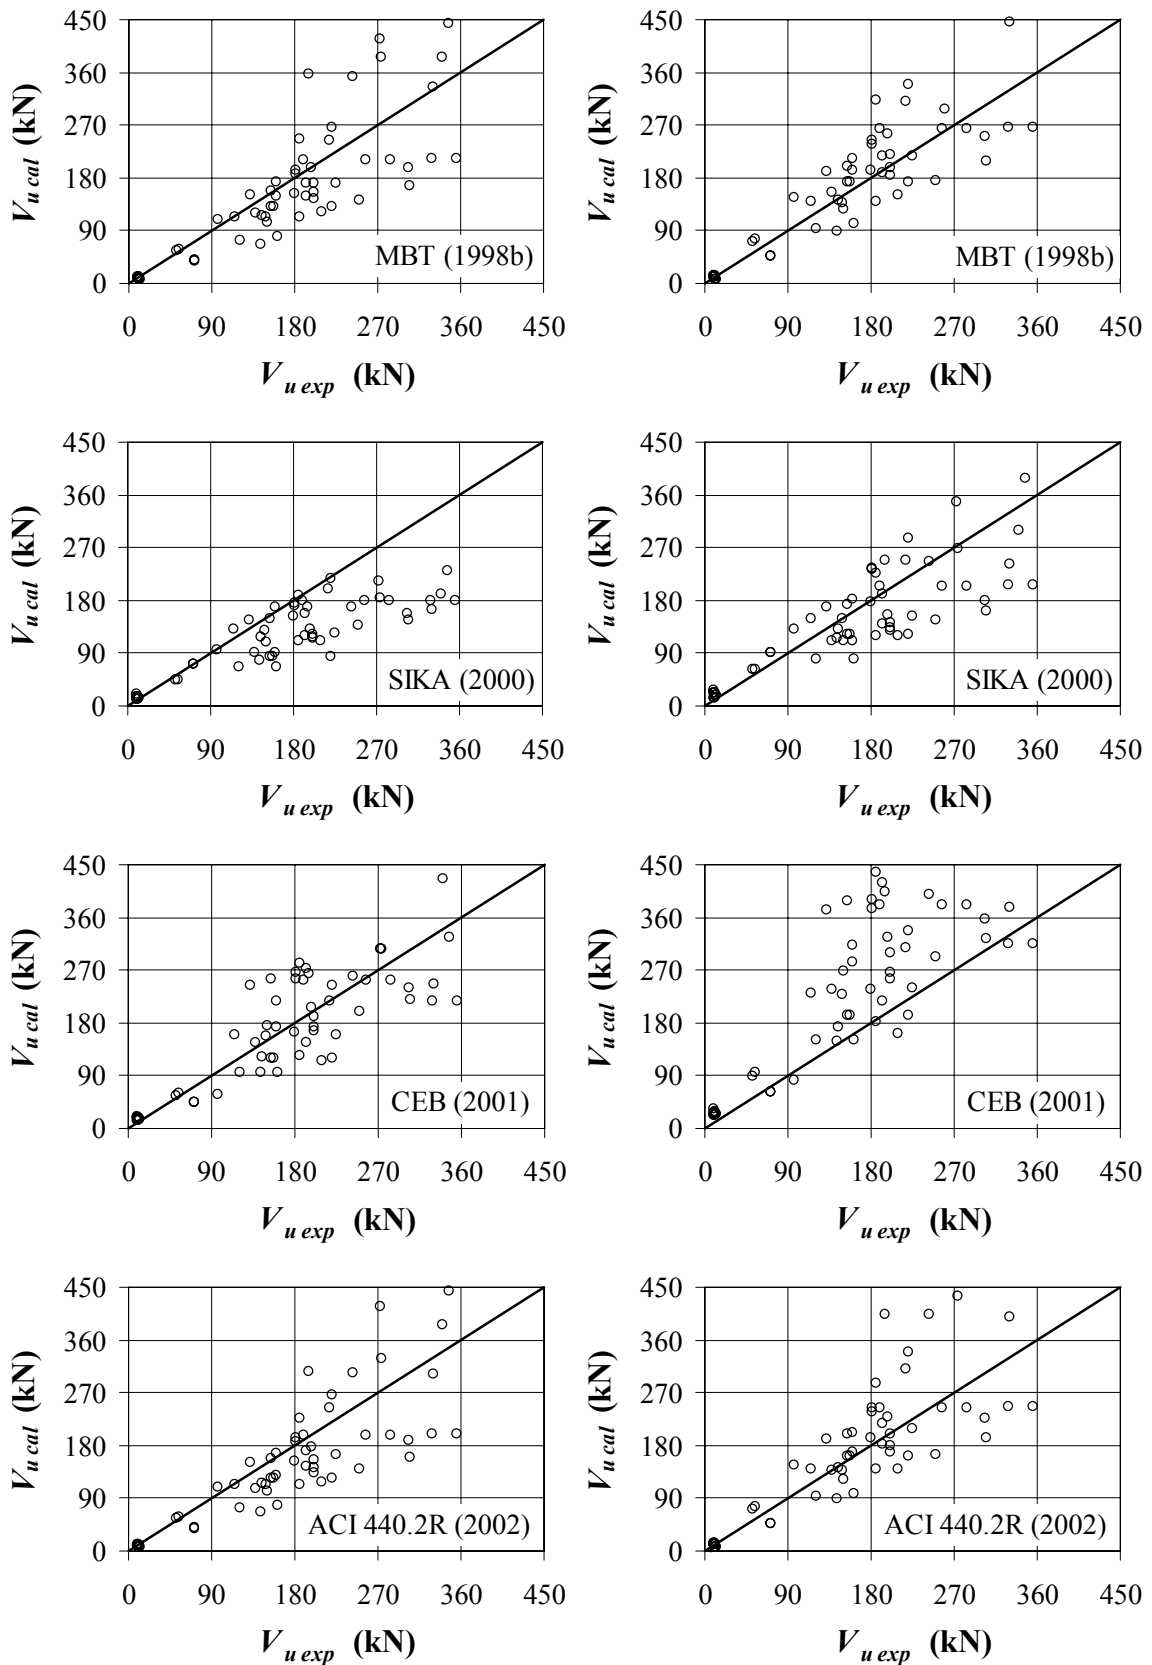 450 450
360 360
270 270
180 180
90 90
0 0
V u cal (kN) V u cal (kN)
MBT (1998b) MBT (1998b)
0 90 180 270 360 450 0 90 180 270 360 450
V u exp (kN) V u exp (kN)
450 450
360 360
270 270
180 180
90 90
0 0
V u cal (kN) V u cal (kN)
SIKA (2000) SIKA (2000)
0 90 180 270 360 450 0 90 180 270 360 450
V u exp (kN) V u exp (kN)
450 450
360 360
270 270
180 180
90 90
0 0
V u cal (kN) V u cal (kN)
CEB (2001) CEB (2001)
0 90 180 270 360 450 0 90 180 270 360 450
V u exp (kN) V u exp (kN)
450 450
360 360
270 270
180 180
90 90
0 0
V u cal (kN) V u cal (kN)
ACI 440.2R (2002) ACI 440.2R (2002)
0 90 180 270 360 450 0 90 180 270 360 450
V u exp (kN) V u exp (kN)